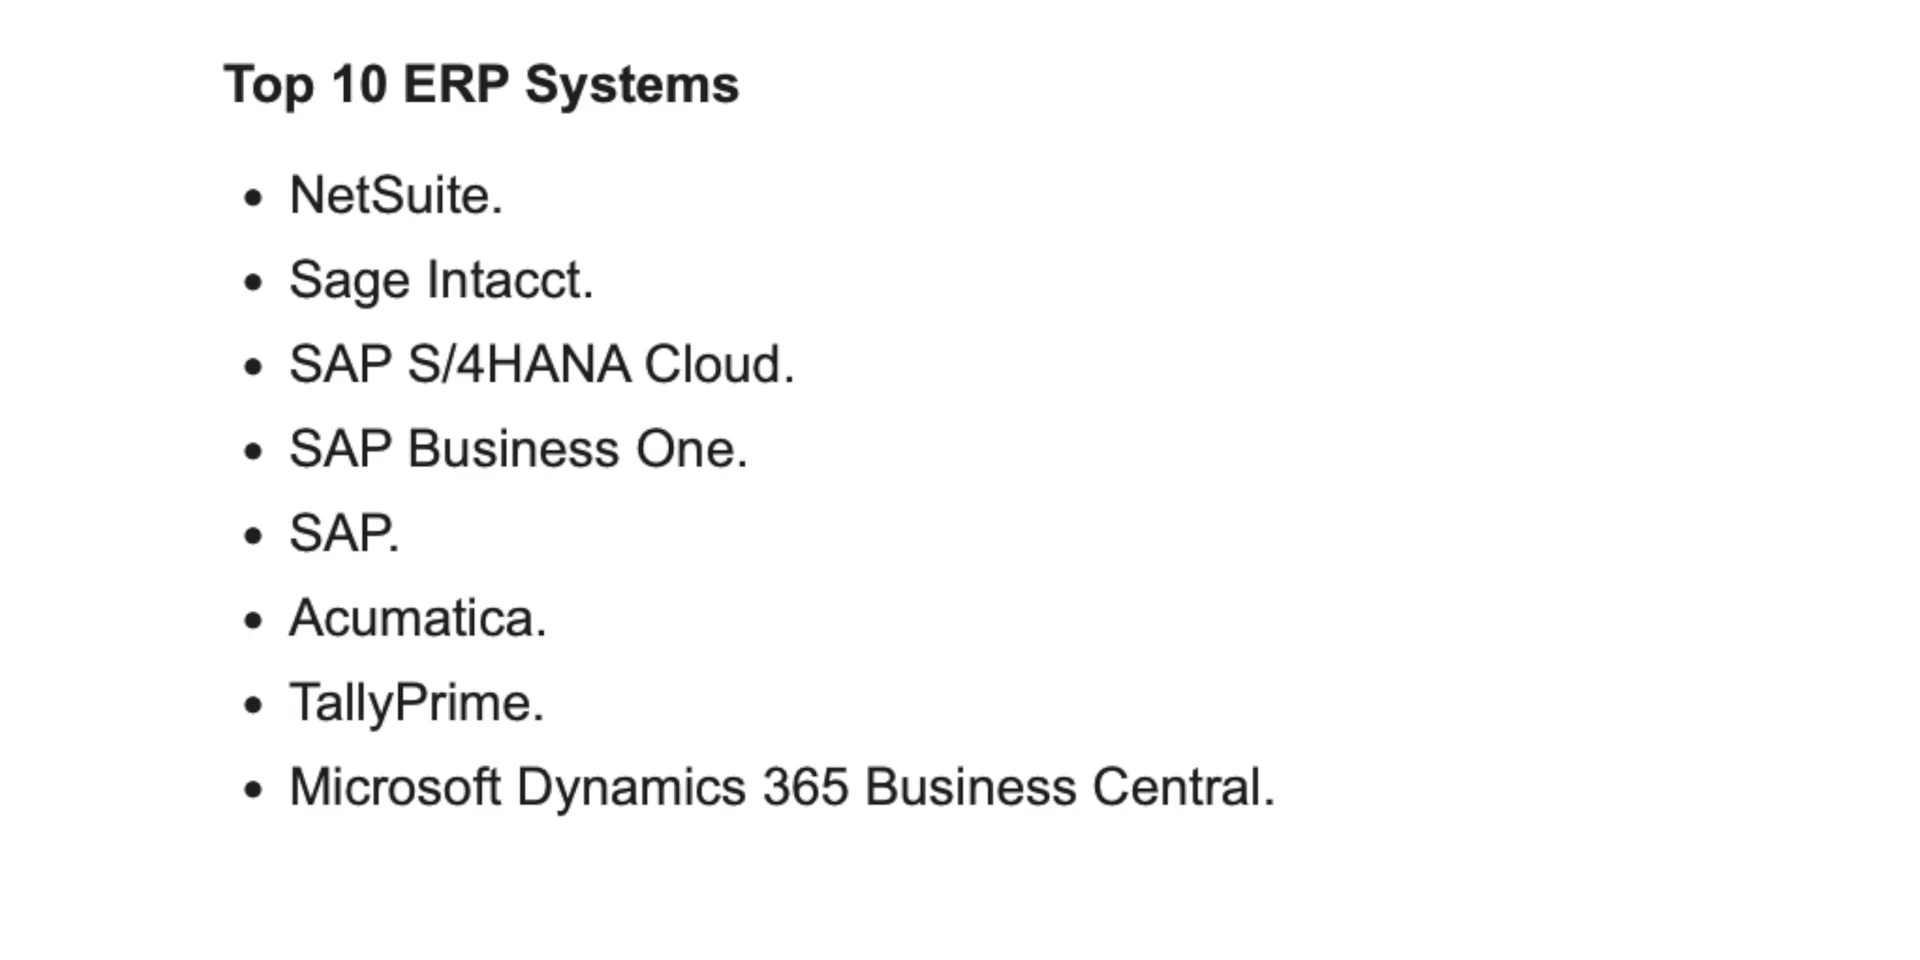 Top 10 ERP Systems
• NetSuite.
• Sage Intacct.
• SAP S/4HANA Cloud.
• SAP Business One.
• SAP.
• Acumatica.
• TallyPrime.
• Microsoft Dynamics 365 Business Central.